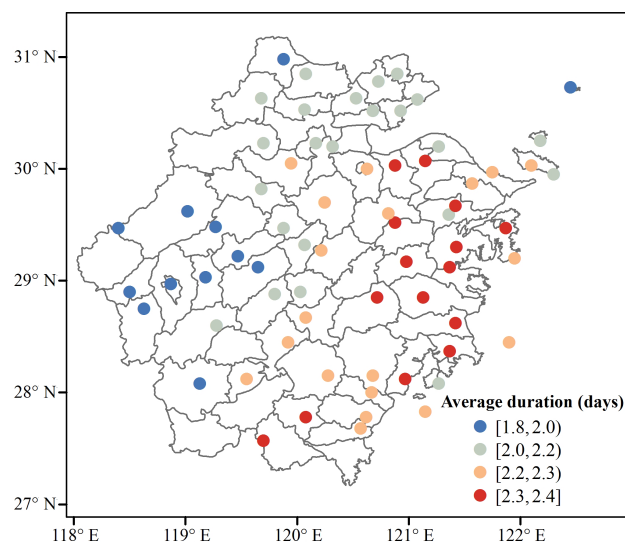 31° N
30° N
29° N
28° N
27° N
118° E
119° E
120° E
121° E
122° E
Average duration (days)
[1.8, 2.0)
[2.0, 2.2)
[2.2, 2.3)
[2.3, 2.4]